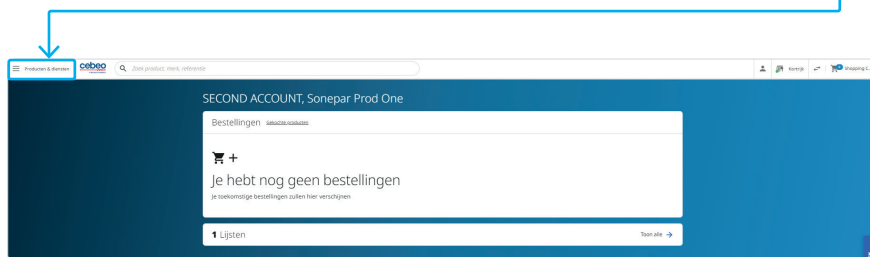 Producten & diensten
cebeo
Zoek product, merk, referentie
Kortrijk
Shopping C...
SECOND ACCOUNT, Sonepar Prod One
Bestellingen Gekochte producten
Je hebt nog geen bestellingen
Je toekomstige bestellingen zullen hier verschijnen
1 Lijsten
Toon alle